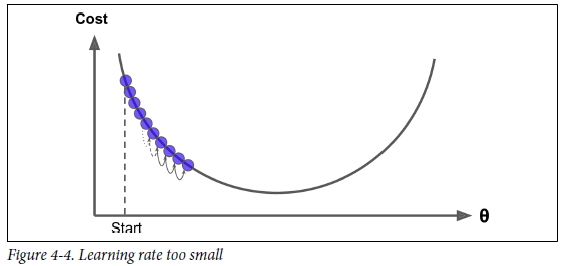 Cost
θ
Start
Figure 4-4. Learning rate too small